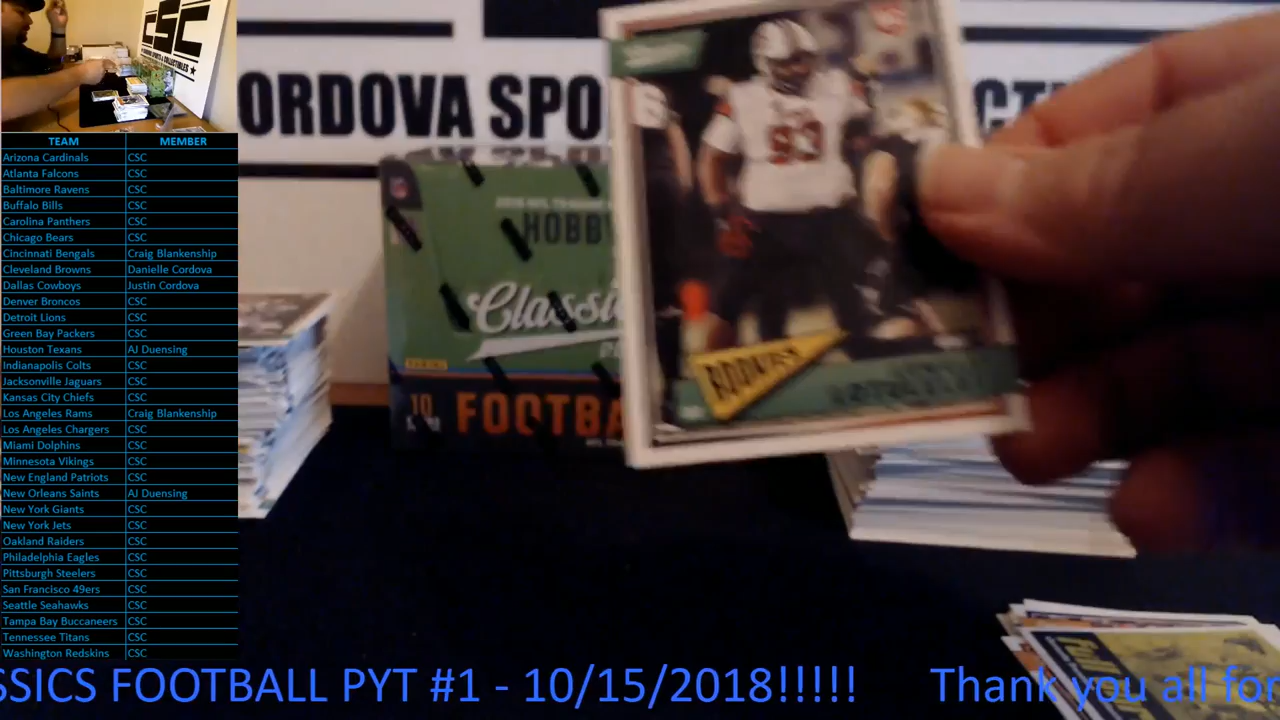 CSC
TEAM MEMBER
Arizona Cardinals CSC
Atlanta Falcons CSC
Baltimore Ravens CSC
Buffalo Bills CSC
Carolina Panthers CSC
Chicago Bears CSC
Cincinnati Bengals Craig Blankenship
Cleveland Browns Danielle Cordova
Dallas Cowboys Justin Cordova
Denver Broncos CSC
Detroit Lions CSC
Green Bay Packers CSC
Houston Texans AJ Duensing
Indianapolis Colts CSC
Jacksonville Jaguars CSC
Kansas City Chiefs CSC
Los Angeles Rams Craig Blankenship
Los Angeles Chargers CSC
Miami Dolphins CSC
Minnesota Vikings CSC
New England Patriots CSC
New Orleans Saints AJ Duensing
New York Giants CSC
New York Jets CSC
Oakland Raiders CSC
Philadelphia Eagles CSC
Pittsburgh Steelers CSC
San Francisco 49ers CSC
Seattle Seahawks CSC
Tampa Bay Buccaneers CSC
Tennessee Titans CSC
Washington Redskins CSC
ORDOVA SPO CT
HOBBY
Classic
PANINI
10
FOOTBA
93
ROOKIES
SSICS FOOTBALL PYT #1 - 10/15/2018!!!!! Thank you all for